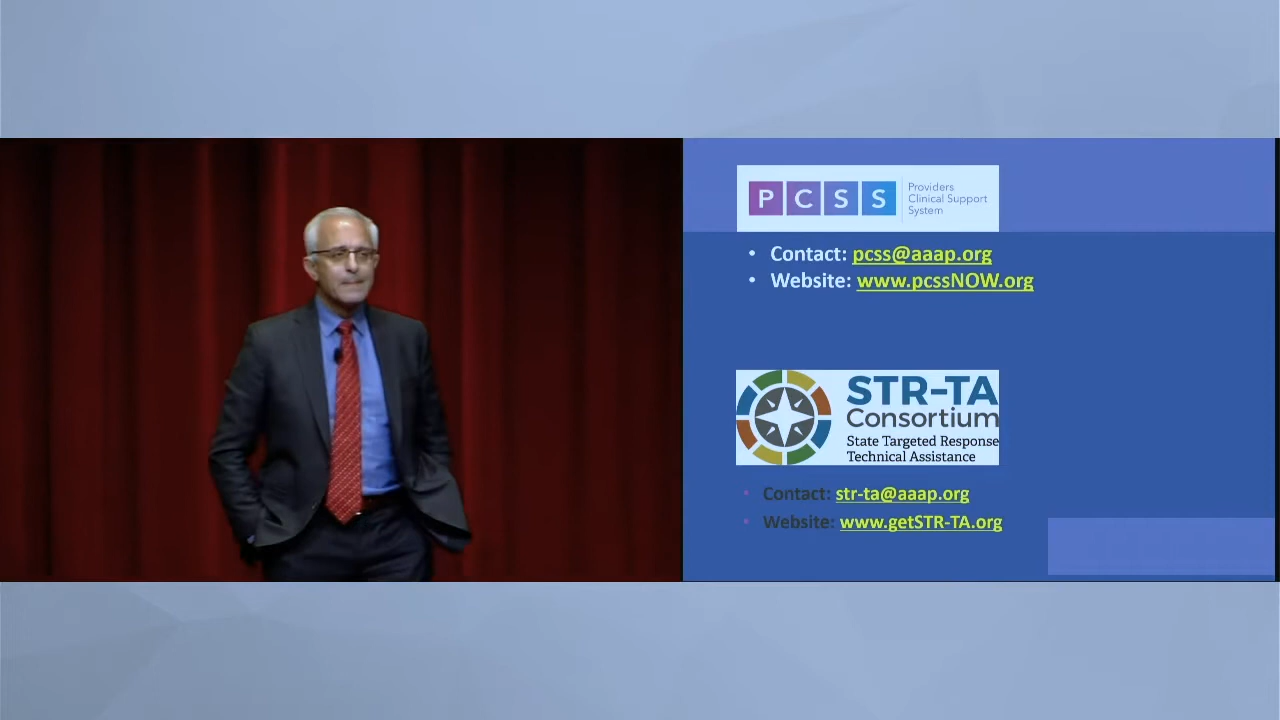 PCSS
Providers
Clinical Support
System
• Contact: pcss@aaap.org
• Website: www.pcssNOW.org
STR-TA
Consortium
State Targeted Response
Technical Assistance
• Contact: str-ta@aaap.org
• Website: www.getSTR-TA.org